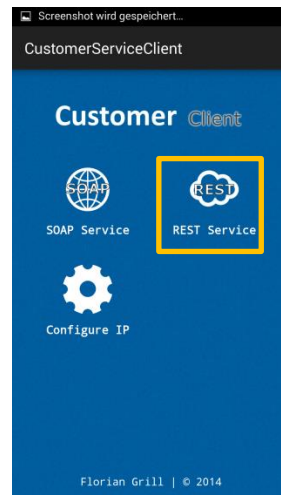 Screenshot wird gespeichert...
CustomerServiceClient
Customer Client
SOAP REST
SOAP Service REST Service
Configure IP
Florian Grill | © 2014